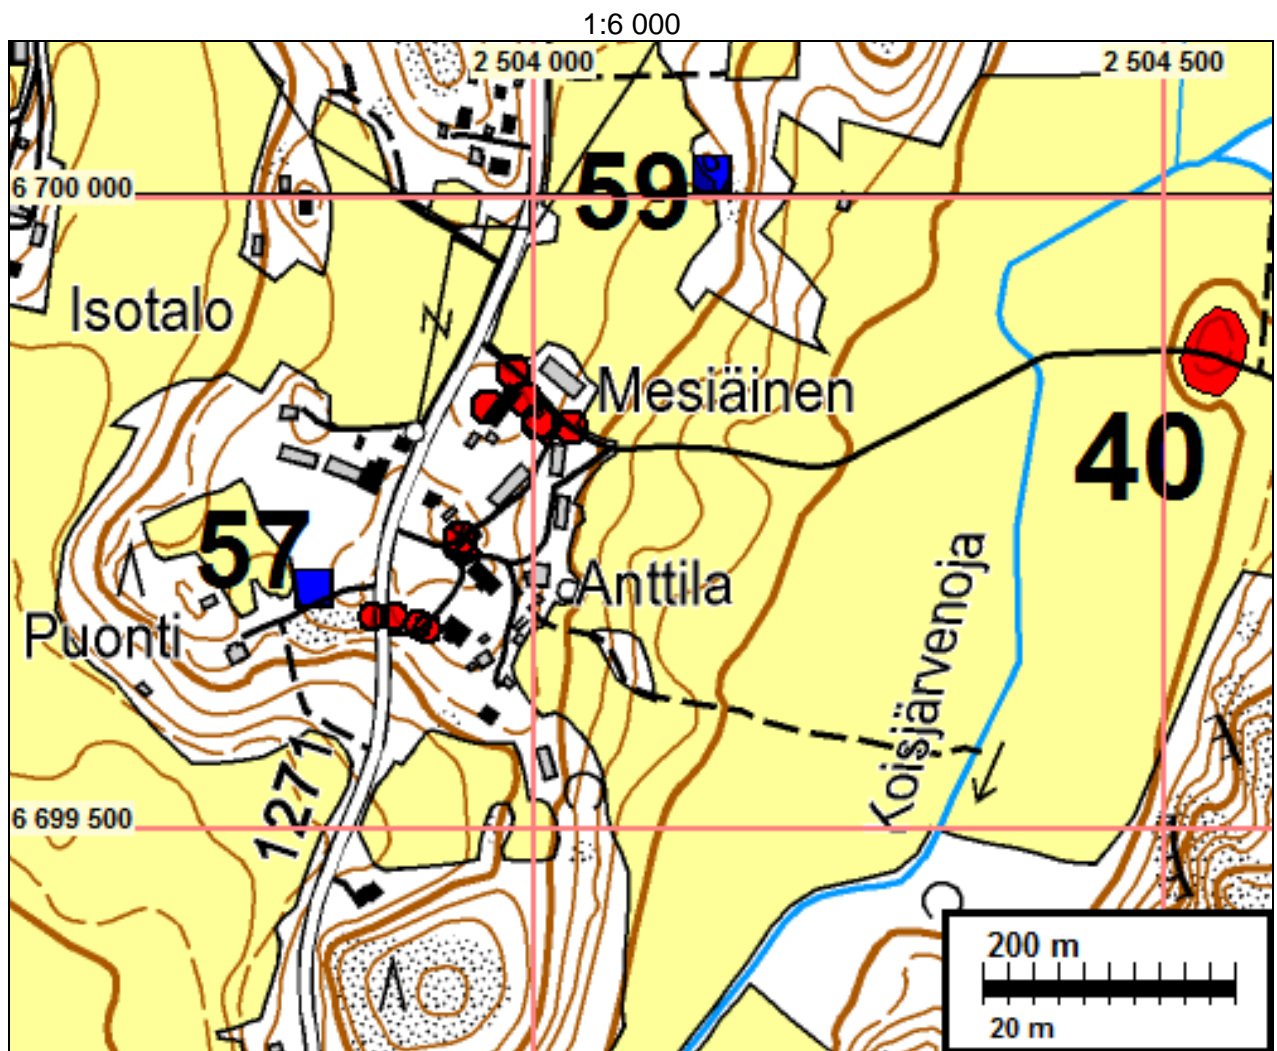 1:6 000
2 504 000
2 504 500
59
6 700 000
Isotalo
Mesiäinen
40
57
Anttila
Puonti
Koisjärvenoja
1271
6 699 500
200 m
20 m